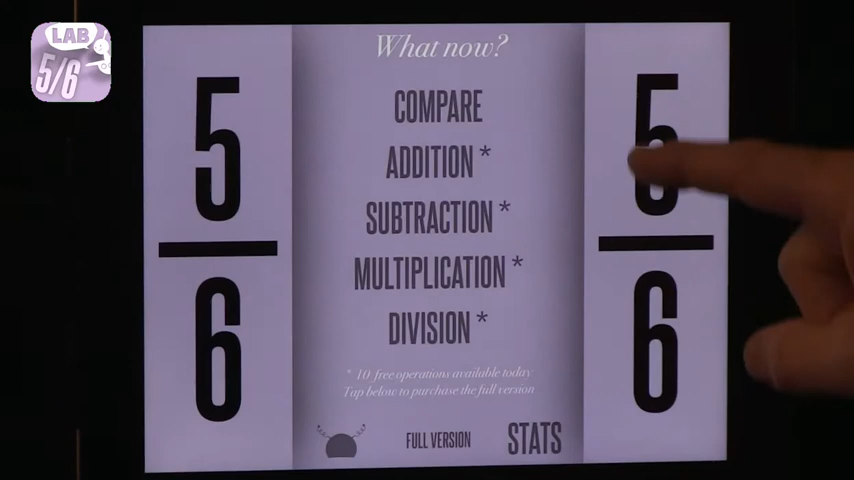 LAB
5/6
What now?
5
6
COMPARE
ADDITION *
SUBTRACTION *
MULTIPLICATION *
DIVISION *
* 10 free operations available today
Tap below to purchase the full version
FULL VERSION
STATS
5
6